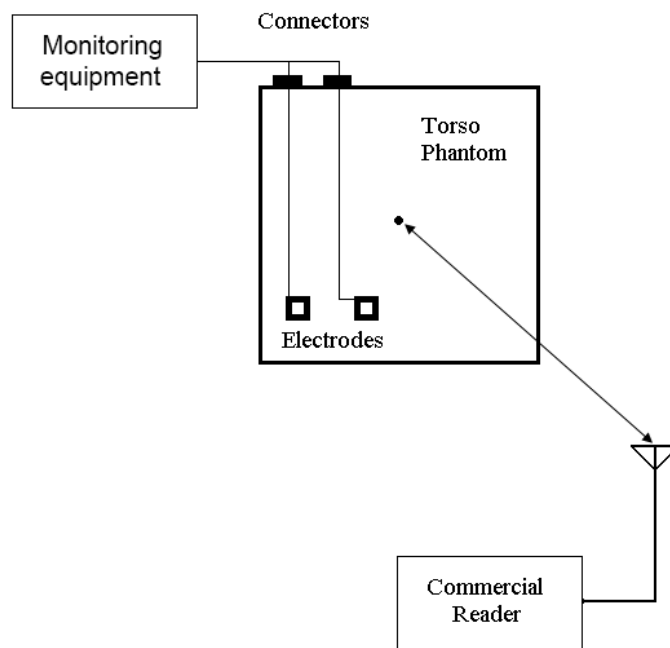 Connectors
Monitoring
equipment
Torso
Phantom
Electrodes
Commercial
Reader